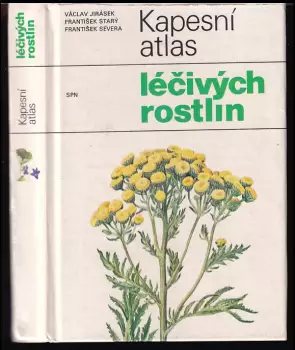 VÁCLAV JIRÁSEK
FRANTIŠEK STARÝ
FRANTIŠEK SEVERA
Kapesní
atlas
léčivých
rostlin
SPN
Kapesní
atlas
léčivých
rostlin